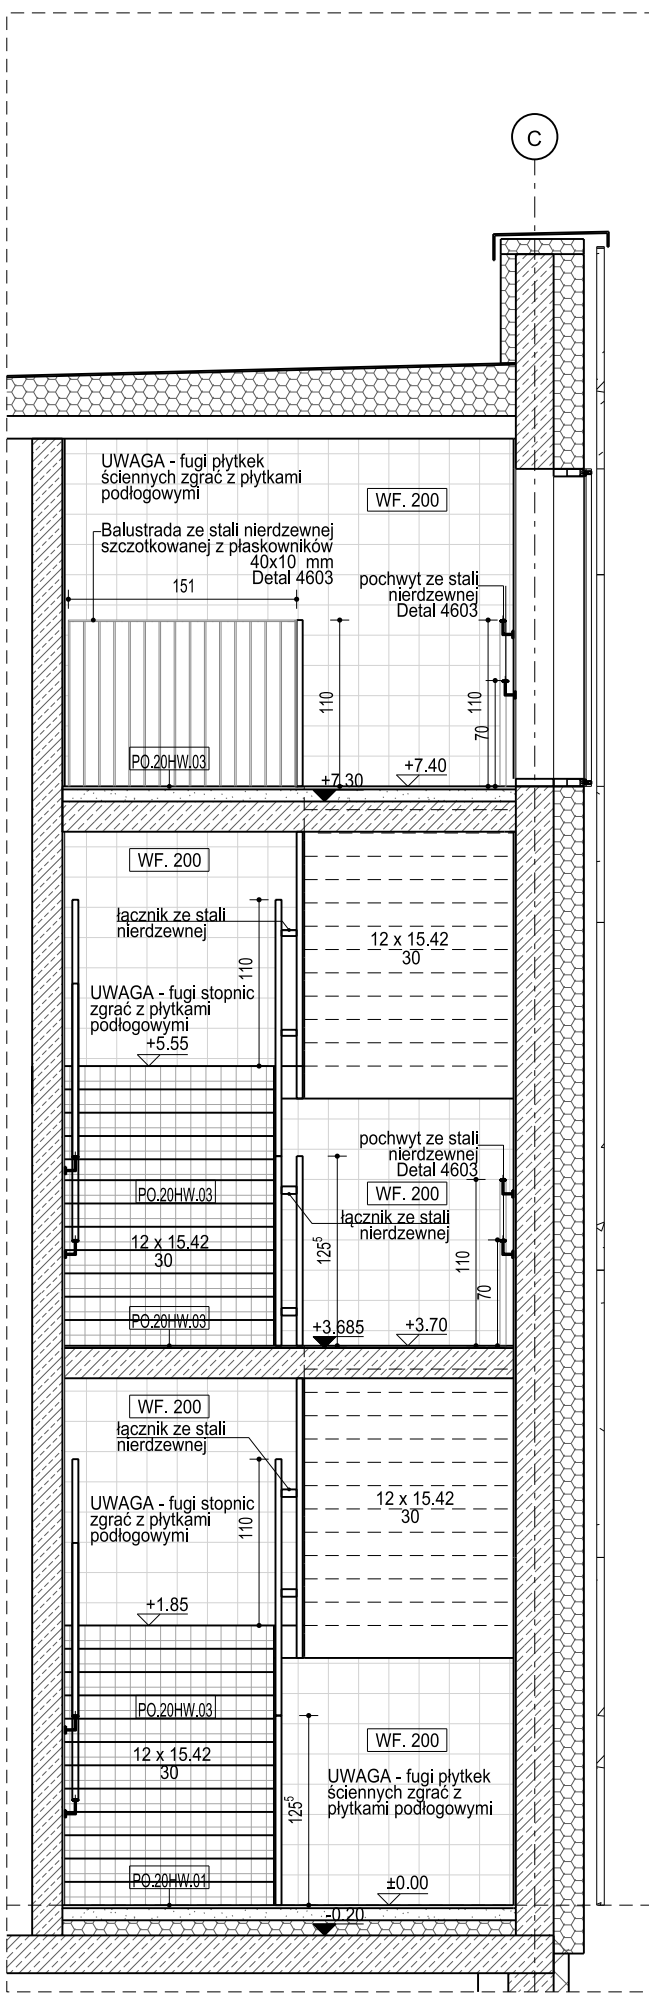 C
UWAGA - fugi płytkek
ściennych zgrać z płytkami
podłogowymi
WF. 200
Balustrada ze stali nierdzewnej
szczotkowanej z płaskowników
40x10 mm
Detal 4603
151
pochwyt ze stali
nierdzewnej
Detal 4603
110
110
70
PO.20HW.03
+7.30
+7.40
WF. 200
łącznik ze stali
nierdzewnej
110
12 x 15.42
30
UWAGA - fugi stopnic
zgrać z płytkami
podłogowymi
+5.55
pochwyt ze stali
nierdzewnej
Detal 4603
PO.20HW.03
WF. 200
łącznik ze stali
nierdzewnej
12 x 15.42
30
125⁵
110
70
PO.20HW.03
+3.685
+3.70
WF. 200
łącznik ze stali
nierdzewnej
110
12 x 15.42
30
UWAGA - fugi stopnic
zgrać z płytkami
podłogowymi
+1.85
PO.20HW.03
12 x 15.42
30
WF. 200
UWAGA - fugi płytkek
ściennych zgrać z
płytkami podłogowymi
125⁵
PO.20HW.01
±0.00
-0.20